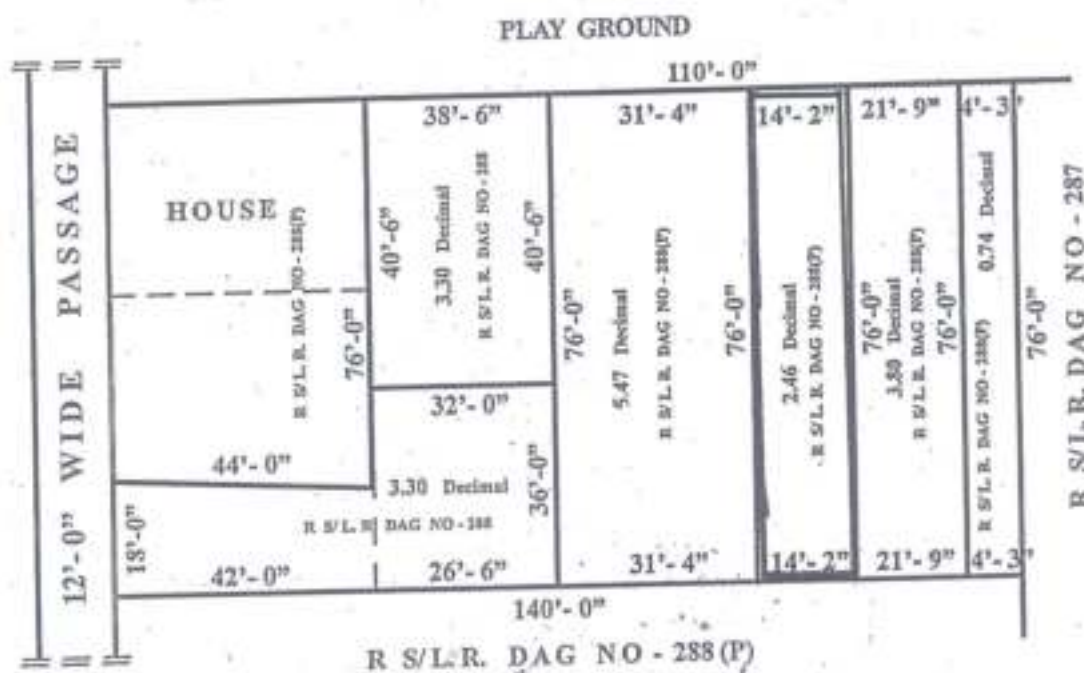 PLAY GROUND
110'- 0"
38'- 6"
31'- 4"
14'- 2"
21'- 9"
4'- 3'
12'-0" WIDE PASSAGE
HOUSE
R S/L. R. DAG NO - 288(P)
76'-0"
40'-6"
3.30 Decimal
R S/L. R. DAG NO - 288
40'-6"
76'-0"
5.47 Decimal
R S/L. R. DAG NO - 288(P)
76'-0"
2.46 Decimal
R S/L. R. DAG NO - 288(P)
76'-0"
3.80 Decimal
R S/L. R. DAG NO - 288(P)
76'-0"
R S/L. R. DAG NO - 288(P) 0.74 Decimal
76'-0"
R S/L.R. DAG NO - 287
32'- 0"
44'- 0"
3.30 Decimal
36'-0"
R S/L. R DAG NO - 288
18'-0"
42'- 0"
26'- 6"
31'- 4"
14'- 2"
21'- 9"
4'- 3'
140'- 0"
R S/L.R. DAG NO - 288 (P)